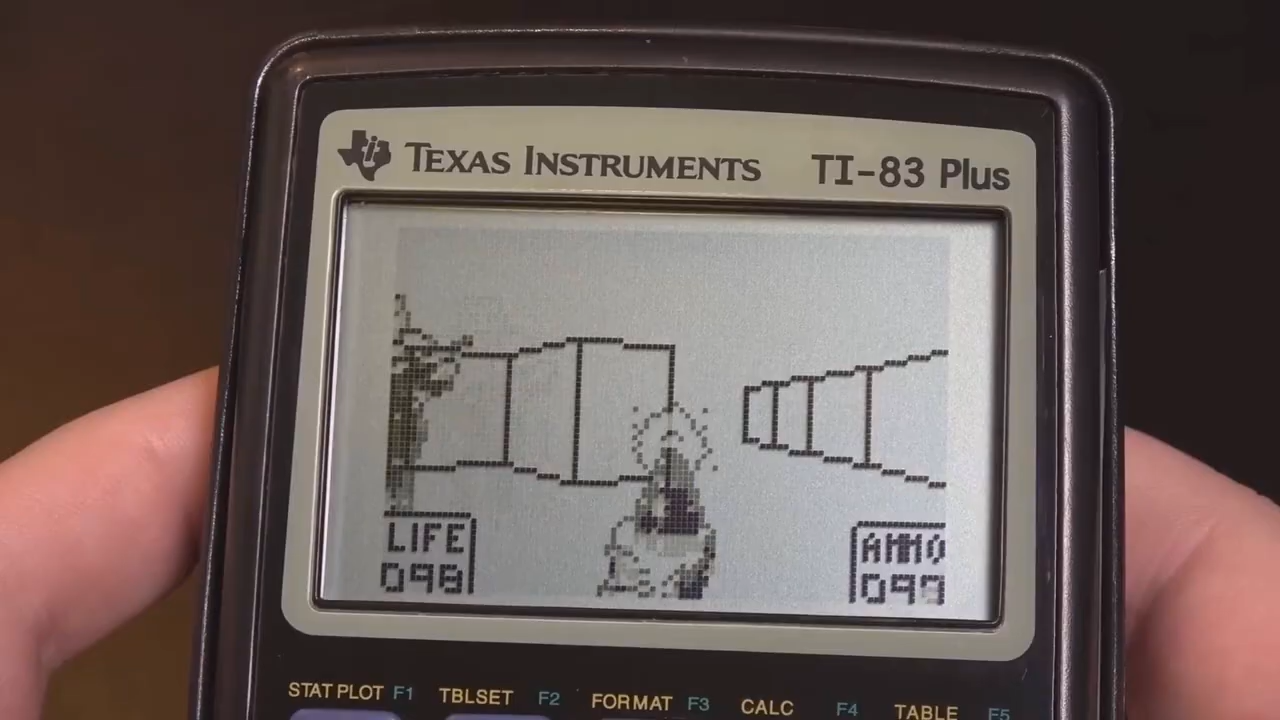 TEXAS INSTRUMENTS TI-83 Plus
LIFE AMMO
098
STAT PLOT F1 TBLSET F2 FORMAT F3 CALC F4 TABLE F5